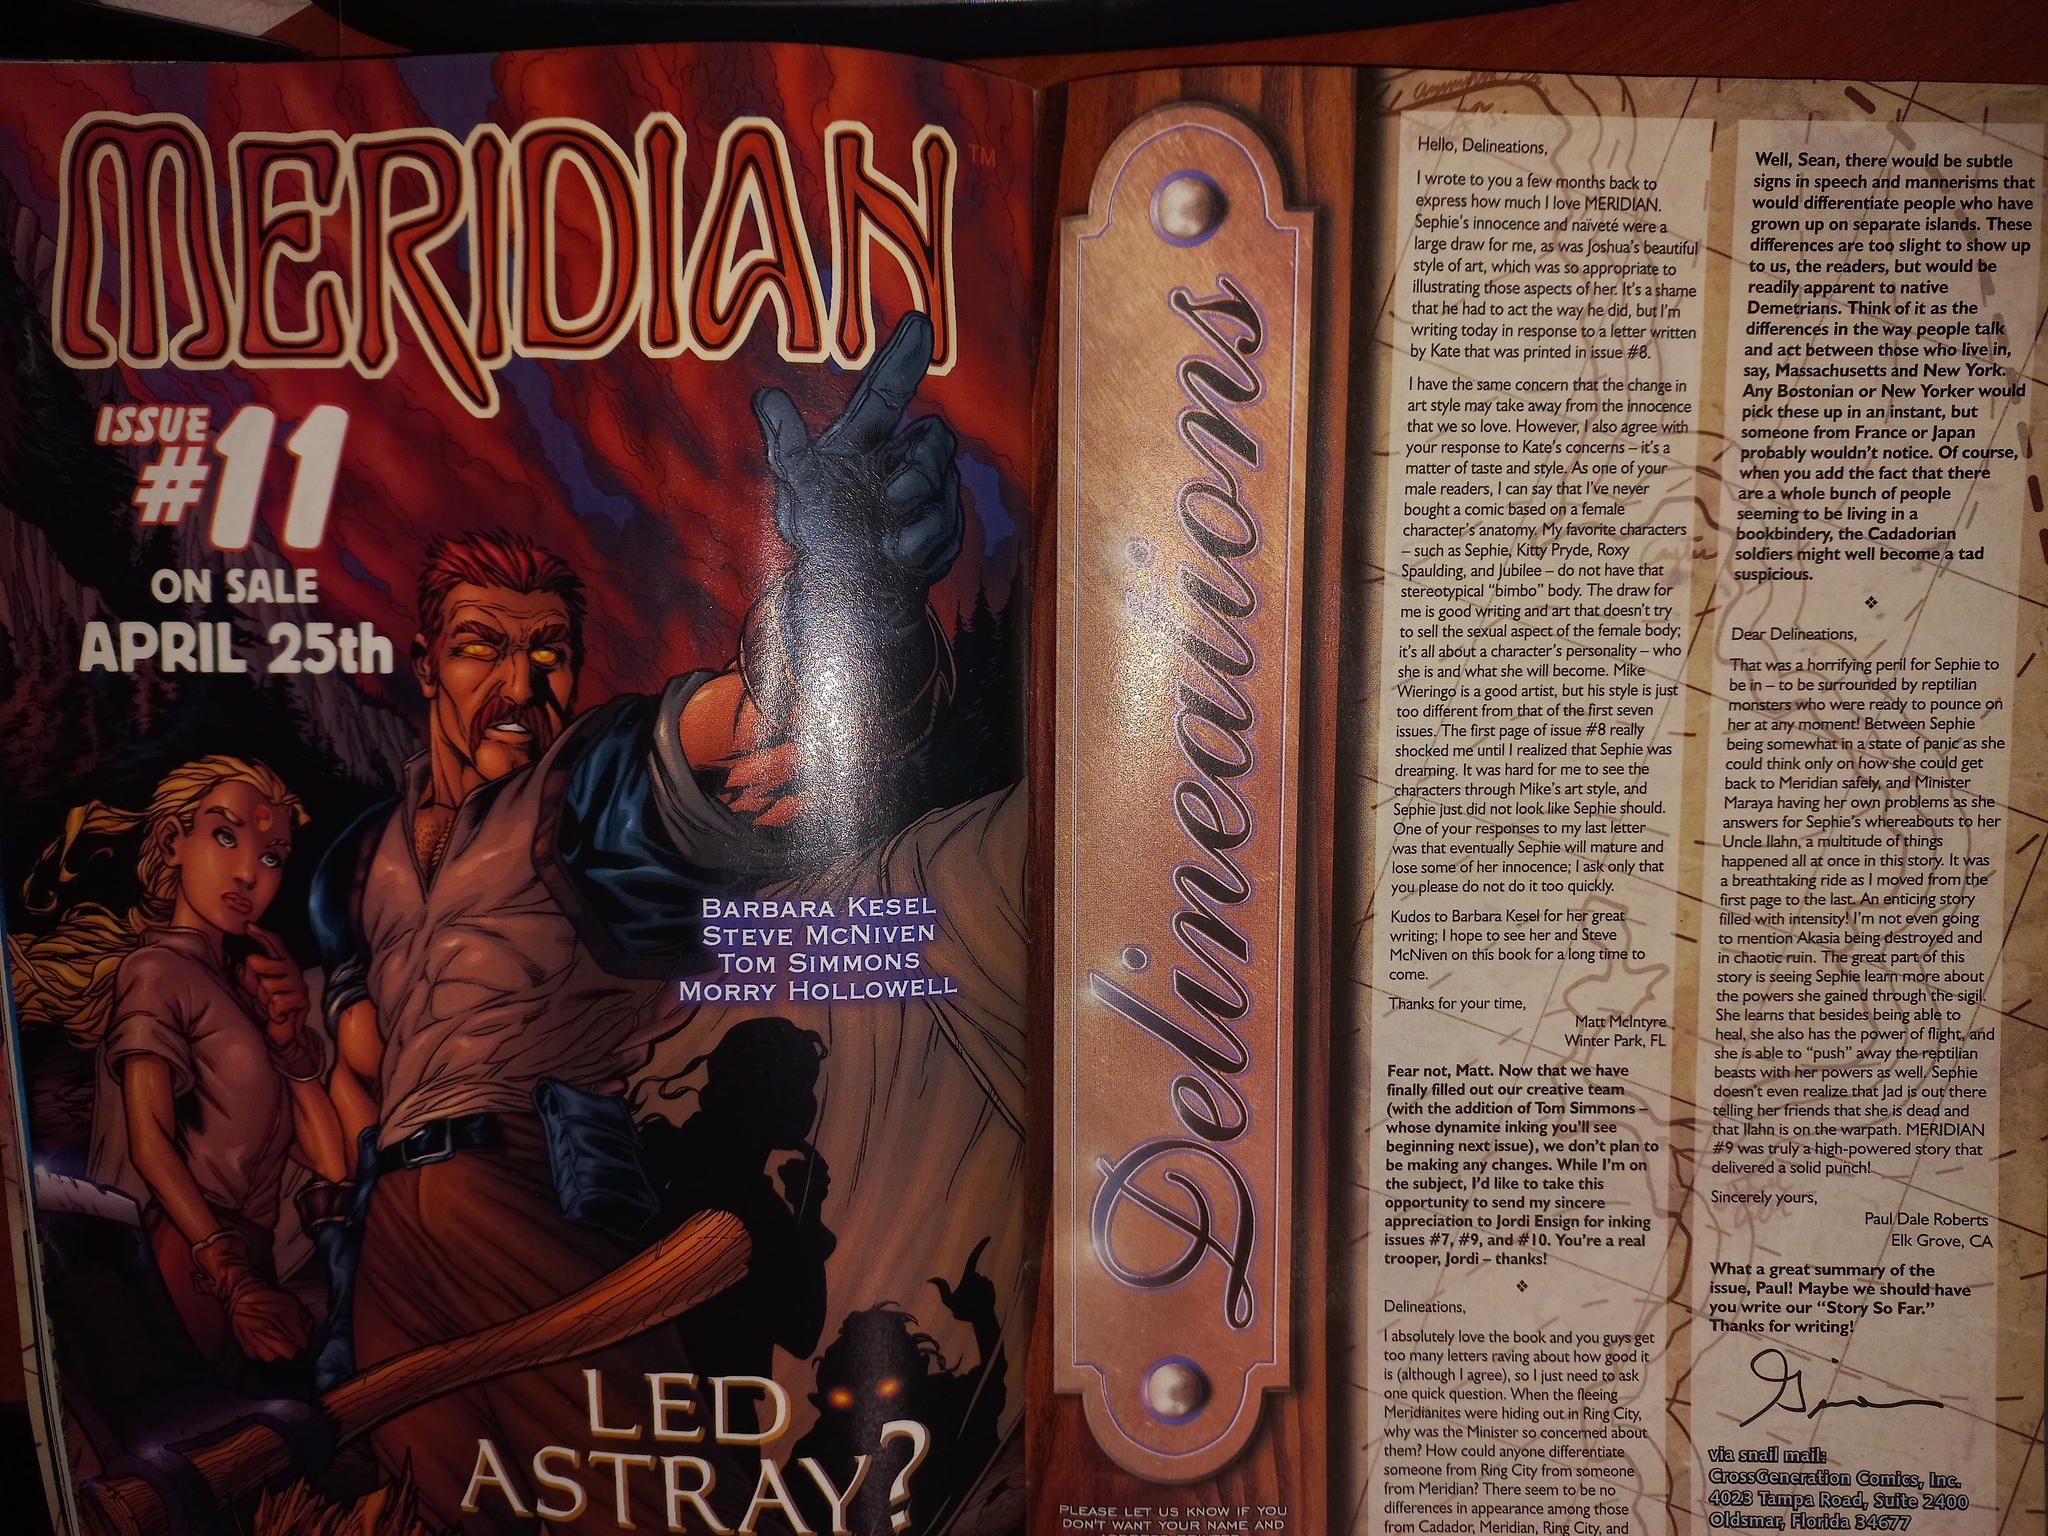 MERIDIAN™
ISSUE
#11
ON SALE
APRIL 25th
BARBARA KESEL
STEVE MCNIVEN
TOM SIMMONS
MORRY HOLLOWELL
LED
ASTRAY?
Delineations
PLEASE LET US KNOW IF YOU
DON'T WANT YOUR NAME AND
Hello, Delineations,
I wrote to you a few months back to
express how much I love MERIDIAN.
Sephie's innocence and naïveté were a
large draw for me, as was Joshua's beautiful
style of art, which was so appropriate to
illustrating those aspects of her. It's a shame
that he had to act the way he did, but I'm
writing today in response to a letter written
by Kate that was printed in issue #8.
I have the same concern that the change in
art style may take away from the innocence
that we so love. However, I also agree with
your response to Kate's concerns – it's a
matter of taste and style. As one of your
male readers, I can say that I've never
bought a comic based on a female
character's anatomy. My favorite characters
– such as Sephie, Kitty Pryde, Roxy
Spaulding, and Jubilee – do not have that
stereotypical "bimbo" body. The draw for
me is good writing and art that doesn't try
to sell the sexual aspect of the female body;
it's all about a character's personality – who
she is and what she will become. Mike
Wieringo is a good artist, but his style is just
too different from that of the first seven
issues. The first page of issue #8 really
shocked me until I realized that Sephie was
dreaming. It was hard for me to see the
characters through Mike's art style, and
Sephie just did not look like Sephie should.
One of your responses to my last letter
was that eventually Sephie will mature and
lose some of her innocence; I ask only that
you please do not do it too quickly.
Kudos to Barbara Kesel for her great
writing; I hope to see her and Steve
McNiven on this book for a long time to
come.
Thanks for your time,
Matt McIntyre
Winter Park, FL
Fear not, Matt. Now that we have
finally filled out our creative team
(with the addition of Tom Simmons –
whose dynamite inking you'll see
beginning next issue), we don't plan to
be making any changes. While I'm on
the subject, I'd like to take this
opportunity to send my sincere
appreciation to Jordi Ensign for inking
issues #7, #9, and #10. You're a real
trooper, Jordi – thanks!
Delineations,
I absolutely love the book and you guys get
too many letters raving about how good it
is (although I agree), so I just need to ask
one quick question. When the fleeing
Meridianites were hiding out in Ring City,
why was the Minister so concerned about
them? How could anyone differentiate
someone from Ring City from someone
from Meridian? There seem to be no
differences in appearance among those
from Cadador, Meridian, Ring City, and
Well, Sean, there would be subtle
signs in speech and mannerisms that
would differentiate people who have
grown up on separate islands. These
differences are too slight to show up
to us, the readers, but would be
readily apparent to native
Demetrians. Think of it as the
differences in the way people talk
and act between those who live in,
say, Massachusetts and New York.
Any Bostonian or New Yorker would
pick these up in an instant, but
someone from France or Japan
probably wouldn't notice. Of course,
when you add the fact that there
are a whole bunch of people
seeming to be living in a
bookbindery, the Cadadorian
soldiers might well become a tad
suspicious.
Dear Delineations,
That was a horrifying peril for Sephie to
be in – to be surrounded by reptilian
monsters who were ready to pounce on
her at any moment! Between Sephie
being somewhat in a state of panic as she
could think only on how she could get
back to Meridian safely, and Minister
Maraya having her own problems as she
answers for Sephie's whereabouts to her
Uncle Ilahn, a multitude of things
happened all at once in this story. It was
a breathtaking ride as I moved from the
first page to the last. An enticing story
filled with intensity! I'm not even going
to mention Akasia being destroyed and
in chaotic ruin. The great part of this
story is seeing Sephie learn more about
the powers she gained through the sigil.
She learns that besides being able to
heal, she also has the power of flight, and
she is able to "push" away the reptilian
beasts with her powers as well. Sephie
doesn't even realize that Jad is out there
telling her friends that she is dead and
that Ilahn is on the warpath. MERIDIAN
#9 was truly a high-powered story that
delivered a solid punch!
Sincerely yours,
Paul Dale Roberts
Elk Grove, CA
What a great summary of the
issue, Paul! Maybe we should have
you write our "Story So Far."
Thanks for writing!
Gina
via snail mail:
CrossGeneration Comics, Inc.
4023 Tampa Road, Suite 2400
Oldsmar, Florida 34677